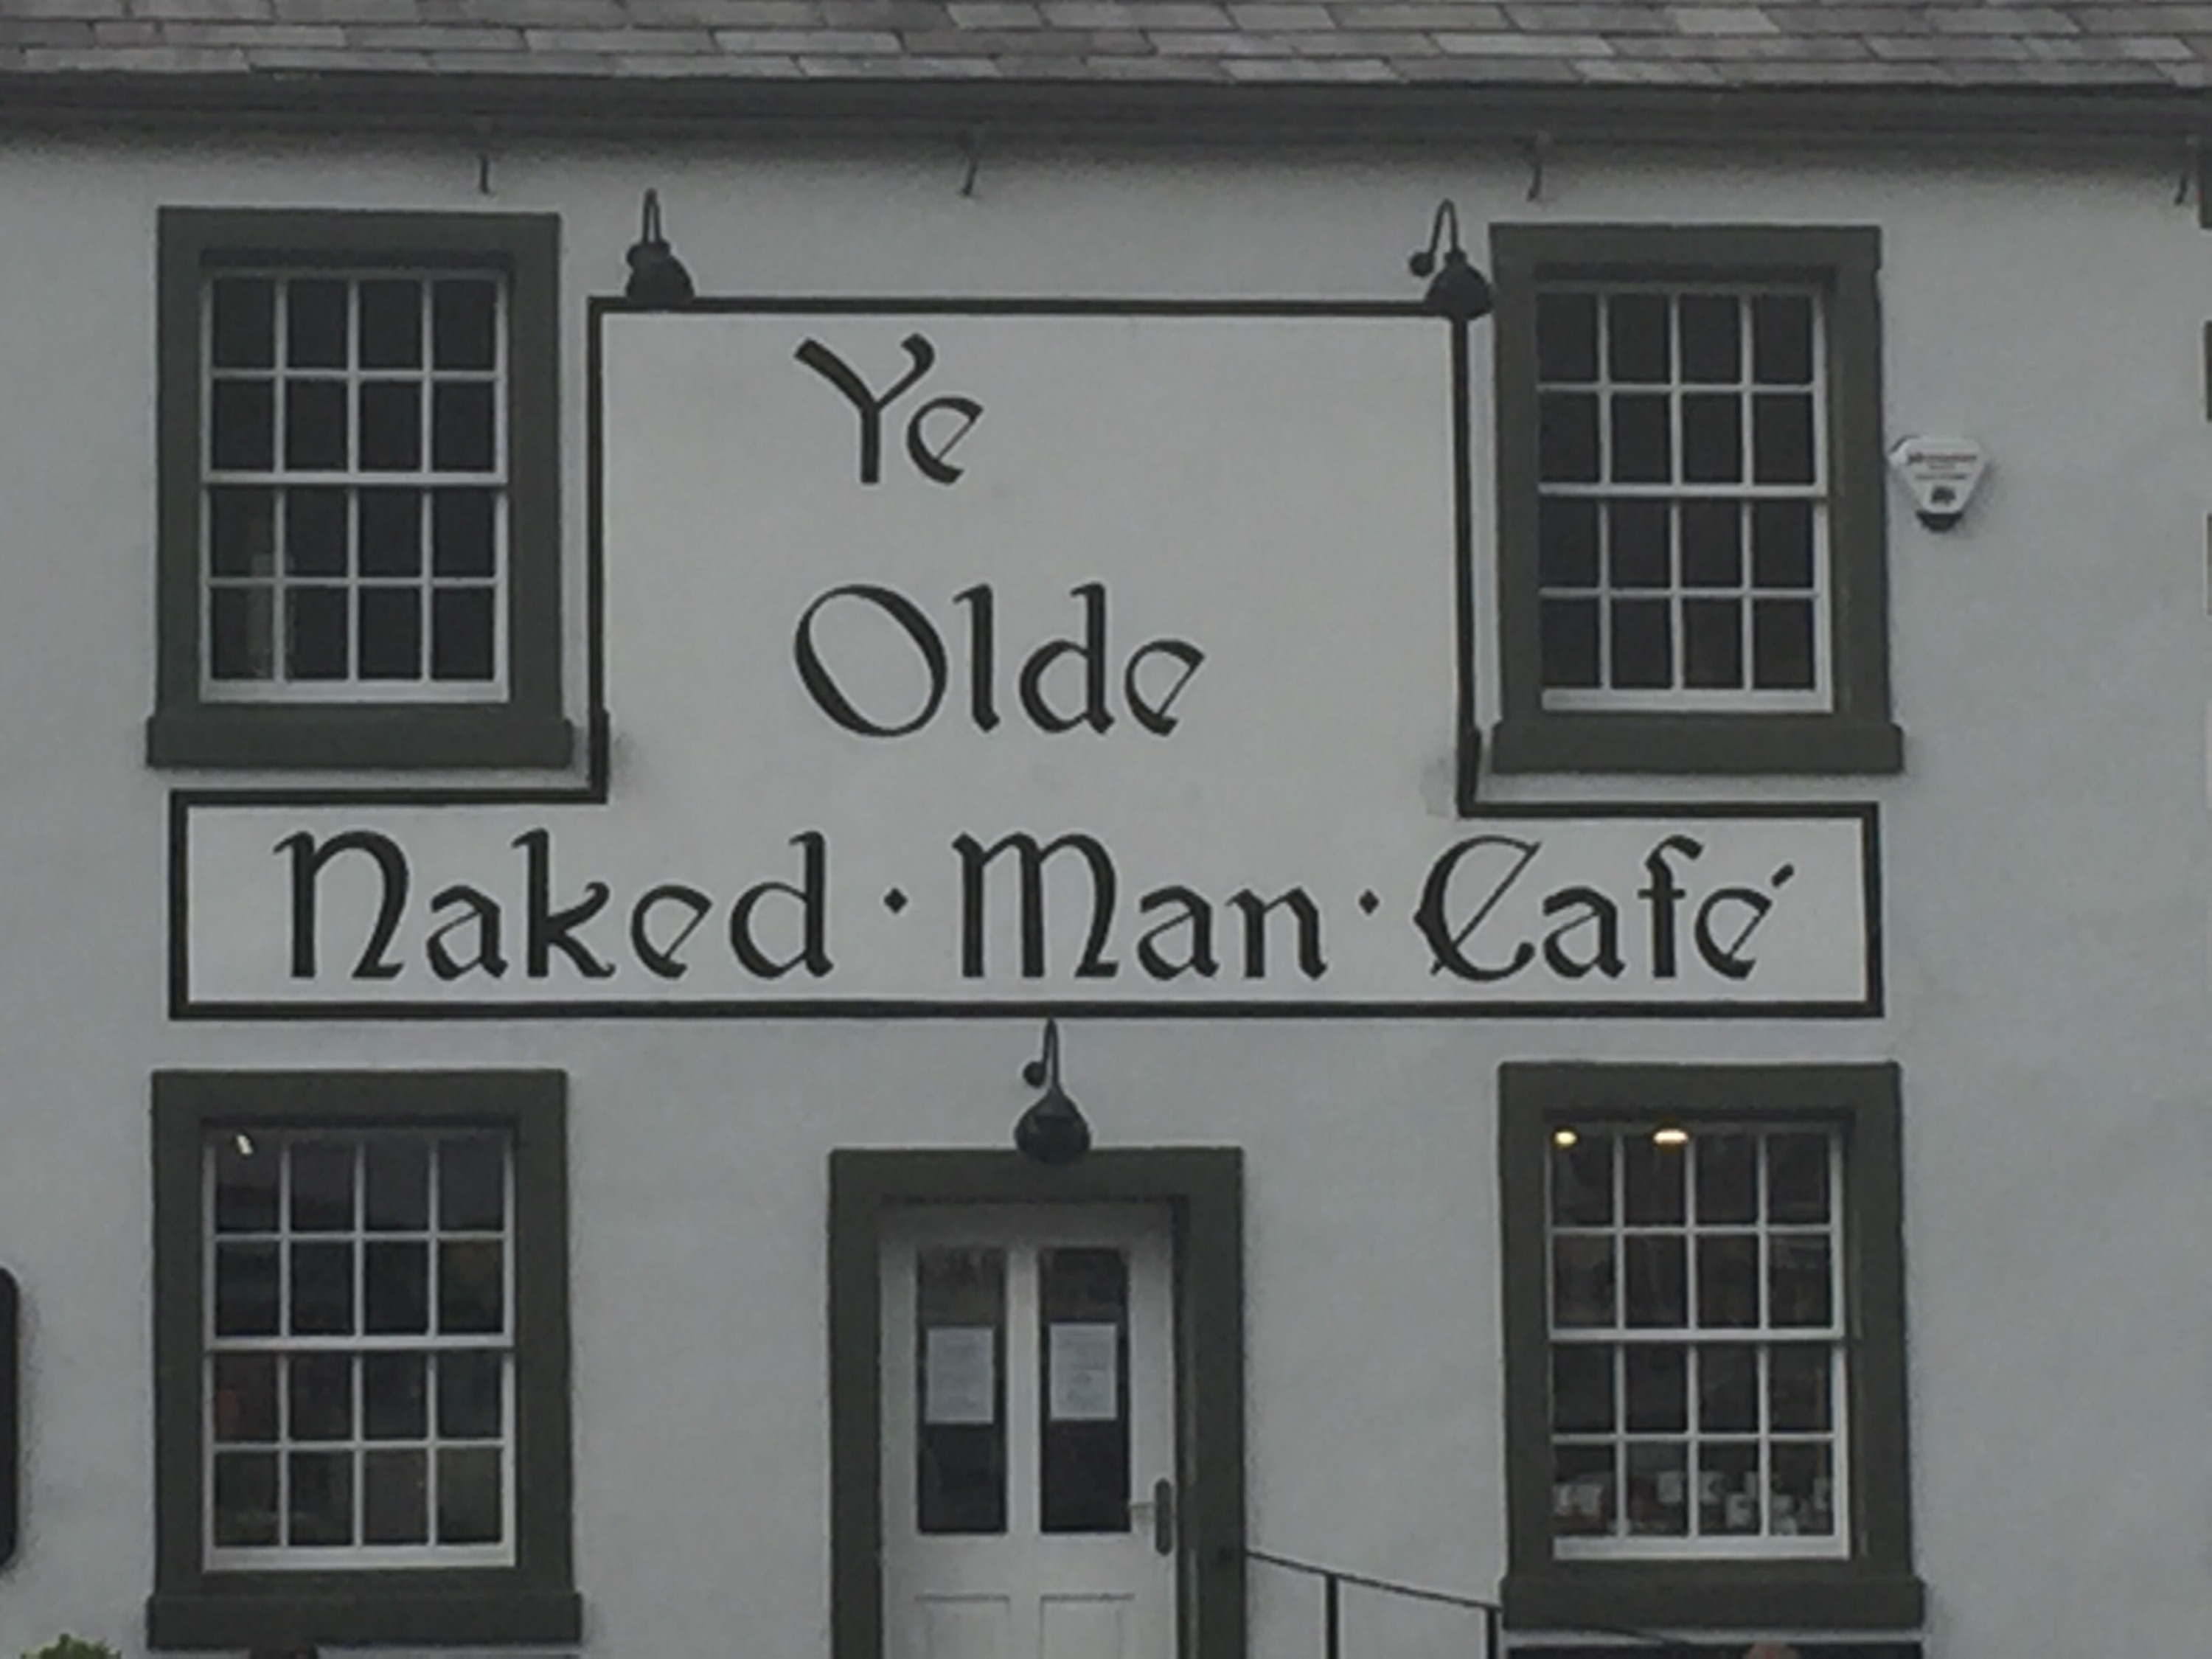 Ye
Olde
Naked · Man · Café